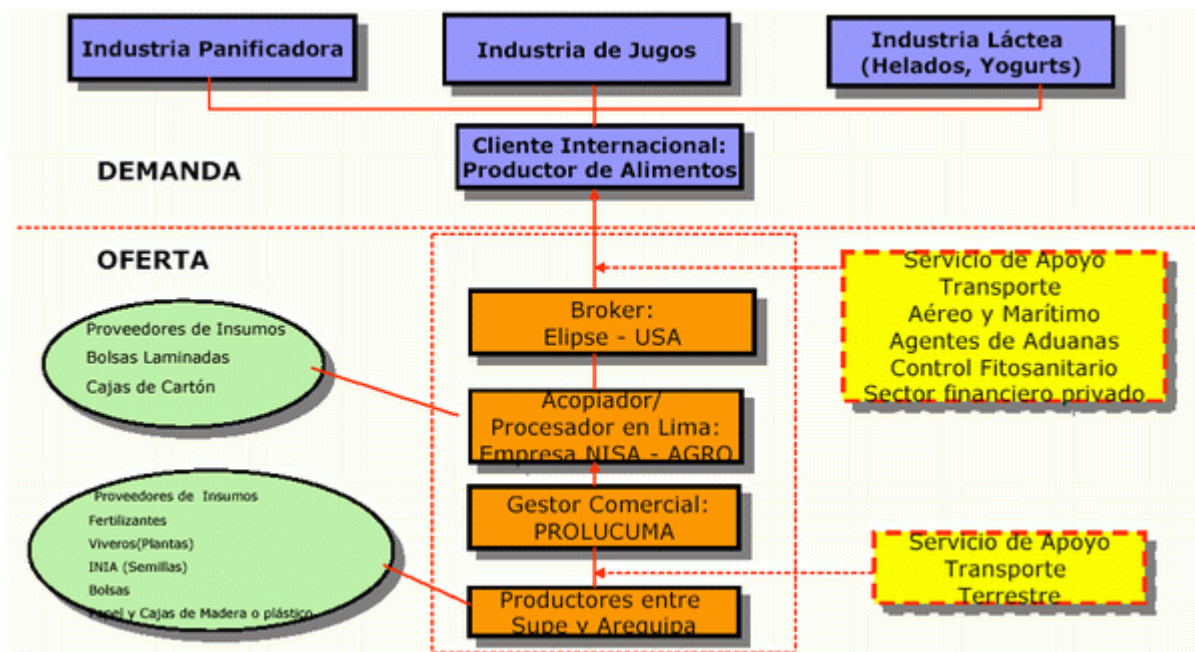 Industria Panificadora
Industria de Jugos
Industria Láctea
(Helados, Yogurts)
Cliente Internacional:
Productor de Alimentos
DEMANDA
OFERTA
Servicio de Apoyo
Transporte
Aéreo y Marítimo
Agentes de Aduanas
Control Fitosanitario
Sector financiero privado
Broker:
Elipse - USA
Proveedores de Insumos
Bolsas Laminadas
Cajas de Cartón
Acopiador/
Procesador en Lima:
Empresa NISA - AGRO
Proveedores de Insumos
Fertilizantes
Viveros(Plantas)
INIA (Semillas)
Bolsas
Papel y Cajas de Madera o plástico
Gestor Comercial:
PROLUCUMA
Servicio de Apoyo
Transporte
Terrestre
Productores entre
Supe y Arequipa